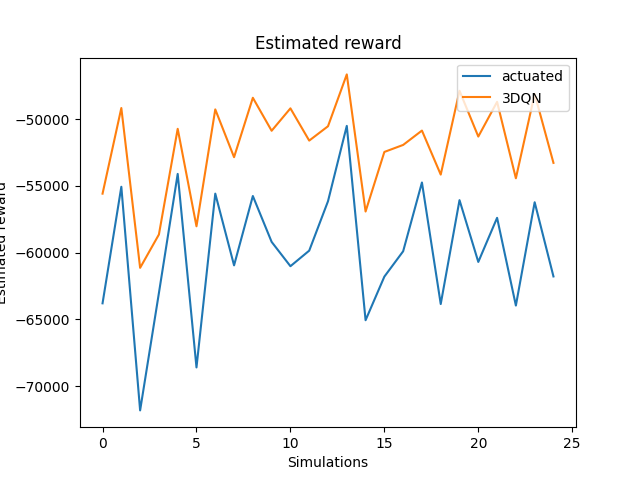 Estimated reward
actuated
3DQN
Estimated reward
−50000
−55000
−60000
−65000
−70000
0 5 10 15 20 25
Simulations